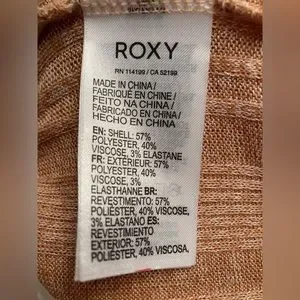 ROXY
RN 114199 / CA 52199
MADE IN CHINA /
FABRIQUÉ EN CHINE /
FEITO NA CHINA /
FABRICADO EN CHINA /
HECHO EN CHINA
EN: SHELL: 57%
POLYESTER, 40%
VISCOSE, 3% ELASTANE
FR: EXTÉRIEUR: 57%
POLYESTER, 40%
VISCOSE, 3%
ELASTHANNE BR:
REVESTIMENTO: 57%
POLIÉSTER, 40% VISCOSE,
3% ELASTANO ES:
REVESTIMIENTO
EXTERIOR: 57%
POLIÉSTER, 40% VISCOSA,